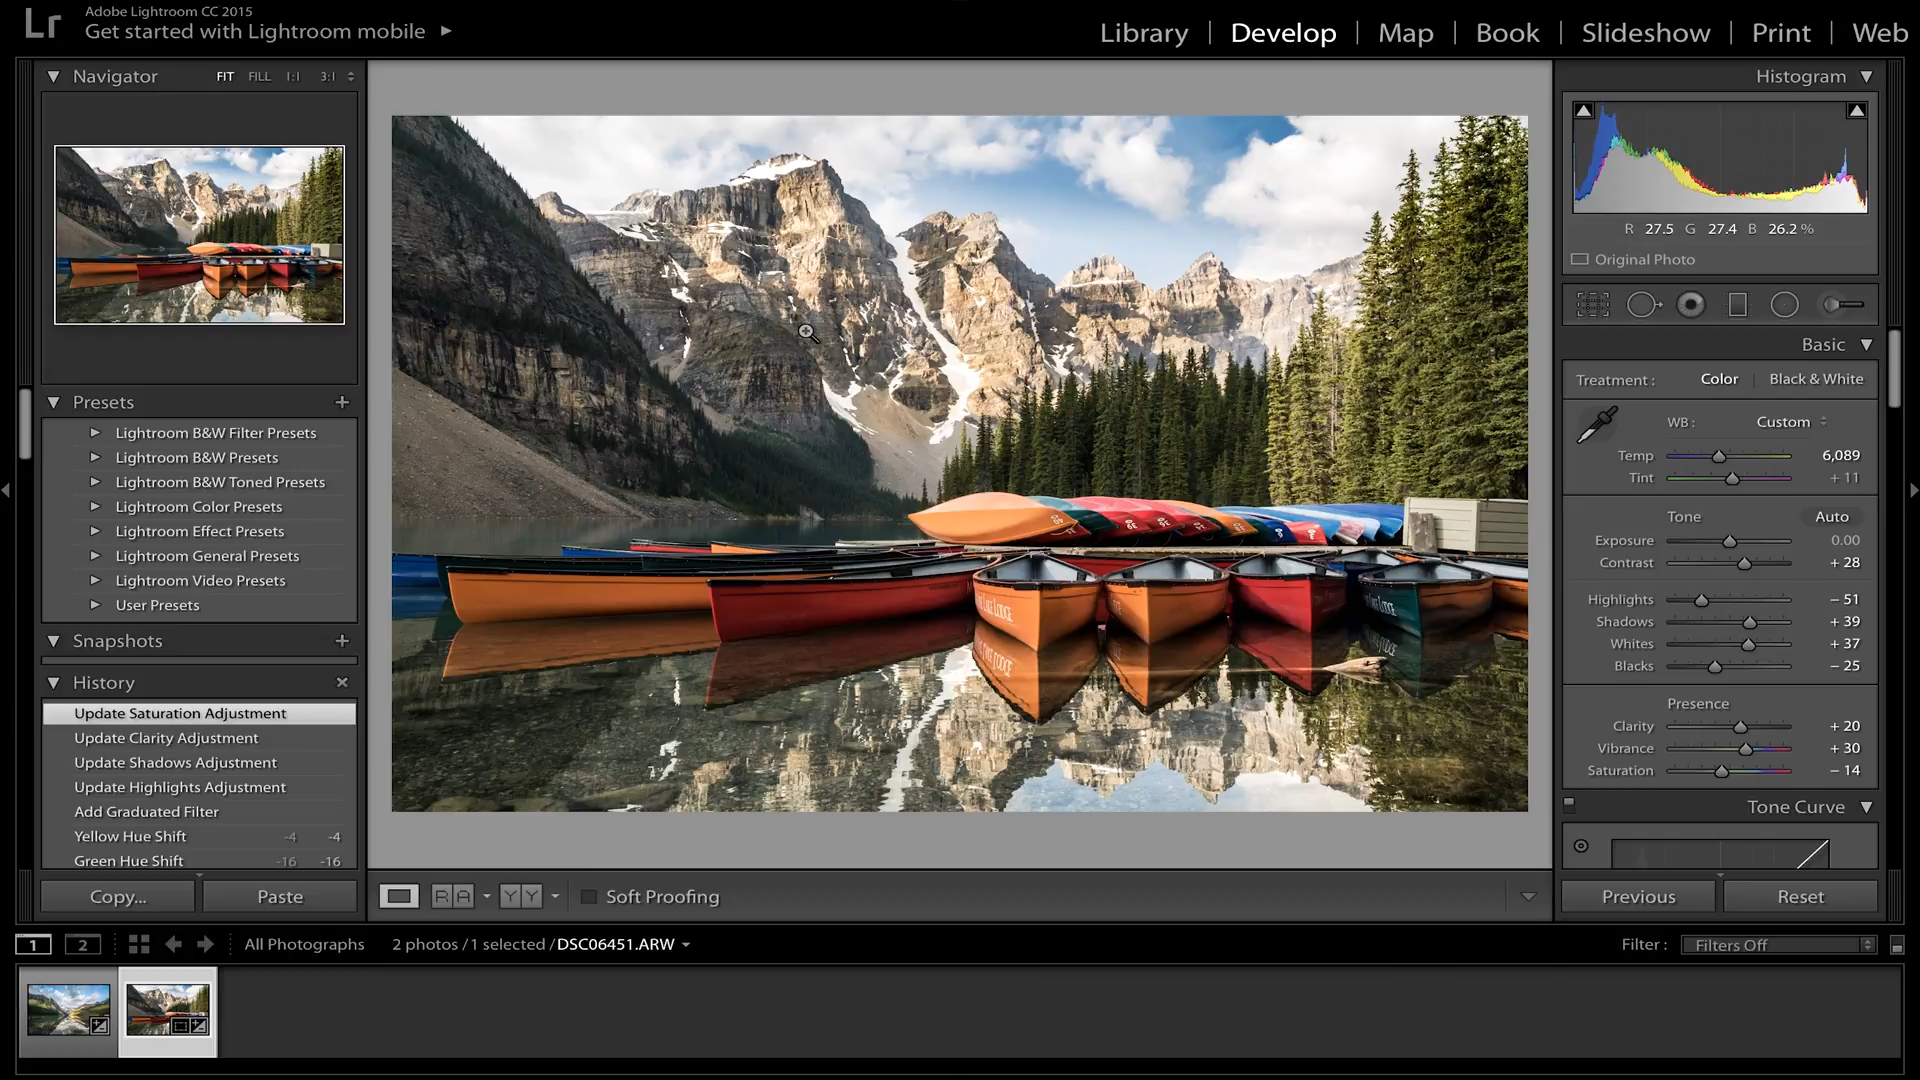 Lr
Adobe Lightroom CC 2015
Get started with Lightroom mobile
Library | Develop | Map | Book | Slideshow | Print | Web
Navigator FIT FILL 1:1 3:1
Presets
Lightroom B&W Filter Presets
Lightroom B&W Presets
Lightroom B&W Toned Presets
Lightroom Color Presets
Lightroom Effect Presets
Lightroom General Presets
Lightroom Video Presets
User Presets
Snapshots
History
Update Saturation Adjustment
Update Clarity Adjustment
Update Shadows Adjustment
Update Highlights Adjustment
Add Graduated Filter
Yellow Hue Shift -4 -4
Green Hue Shift -16 -16
Copy... Paste
LAKE LODGE
Histogram
R 27.5 G 27.4 B 26.2 %
Original Photo
Basic
Treatment : Color | Black & White
WB : Custom
Temp 6,089
Tint + 11
Tone Auto
Exposure 0.00
Contrast + 28
Highlights – 51
Shadows + 39
Whites + 37
Blacks – 25
Presence
Clarity + 20
Vibrance + 30
Saturation – 14
Tone Curve
Previous Reset
R A Y Y Soft Proofing
1 2 All Photographs 2 photos / 1 selected / DSC06451.ARW
Filter : Filters Off